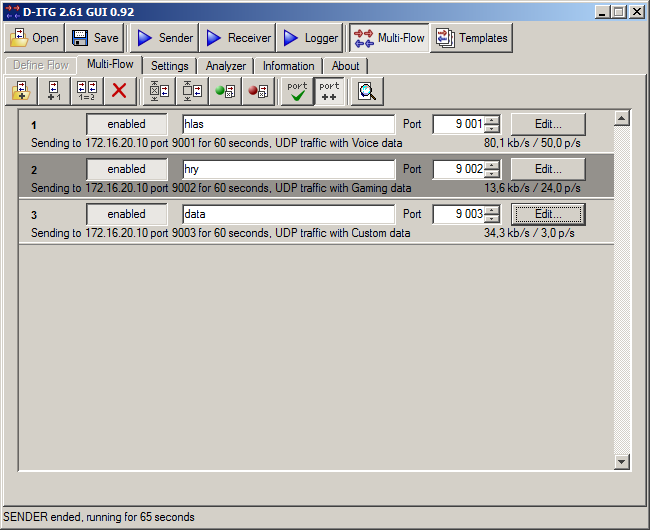 D-ITG 2.61 GUI 0.92
Open Save Sender Receiver Logger Multi-Flow Templates
Define Flow Multi-Flow Settings Analyzer Information About
+1 1=2 port port ++
1 enabled hlas Port 9 001 Edit...
Sending to 172.16.20.10 port 9001 for 60 seconds, UDP traffic with Voice data 80,1 kb/s / 50,0 p/s
2 enabled hry Port 9 002 Edit...
Sending to 172.16.20.10 port 9002 for 60 seconds, UDP traffic with Gaming data 13,6 kb/s / 24,0 p/s
3 enabled data Port 9 003 Edit...
Sending to 172.16.20.10 port 9003 for 60 seconds, UDP traffic with Custom data 34,3 kb/s / 3,0 p/s
SENDER ended, running for 65 seconds